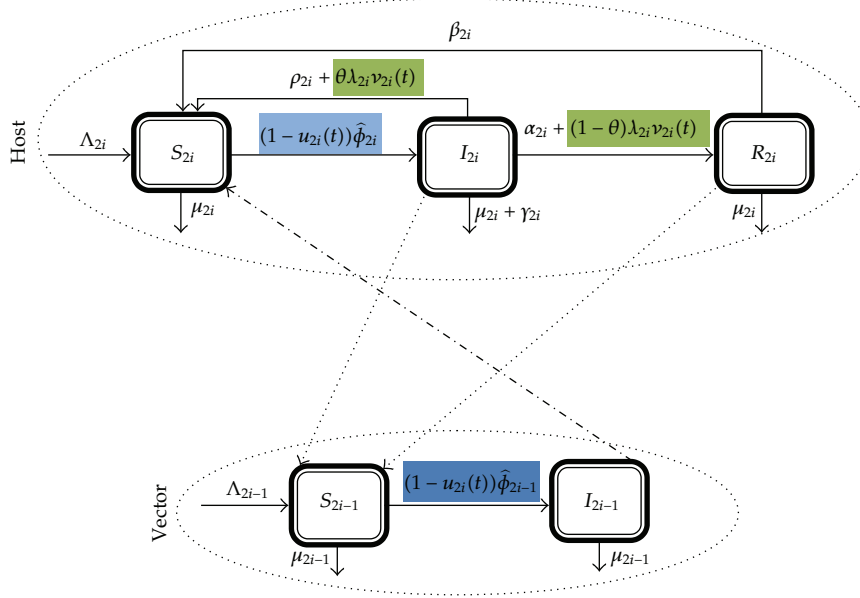 β₂ᵢ
ρ₂ᵢ + θλ₂ᵢν₂ᵢ(t)
Host
Λ₂ᵢ
S₂ᵢ
(1 − u₂ᵢ(t))φ̂₂ᵢ
I₂ᵢ
α₂ᵢ + (1 − θ)λ₂ᵢν₂ᵢ(t)
R₂ᵢ
μ₂ᵢ
μ₂ᵢ + γ₂ᵢ
μ₂ᵢ
Vector
Λ₂ᵢ₋₁
S₂ᵢ₋₁
(1 − u₂ᵢ(t))φ̂₂ᵢ₋₁
I₂ᵢ₋₁
μ₂ᵢ₋₁
μ₂ᵢ₋₁